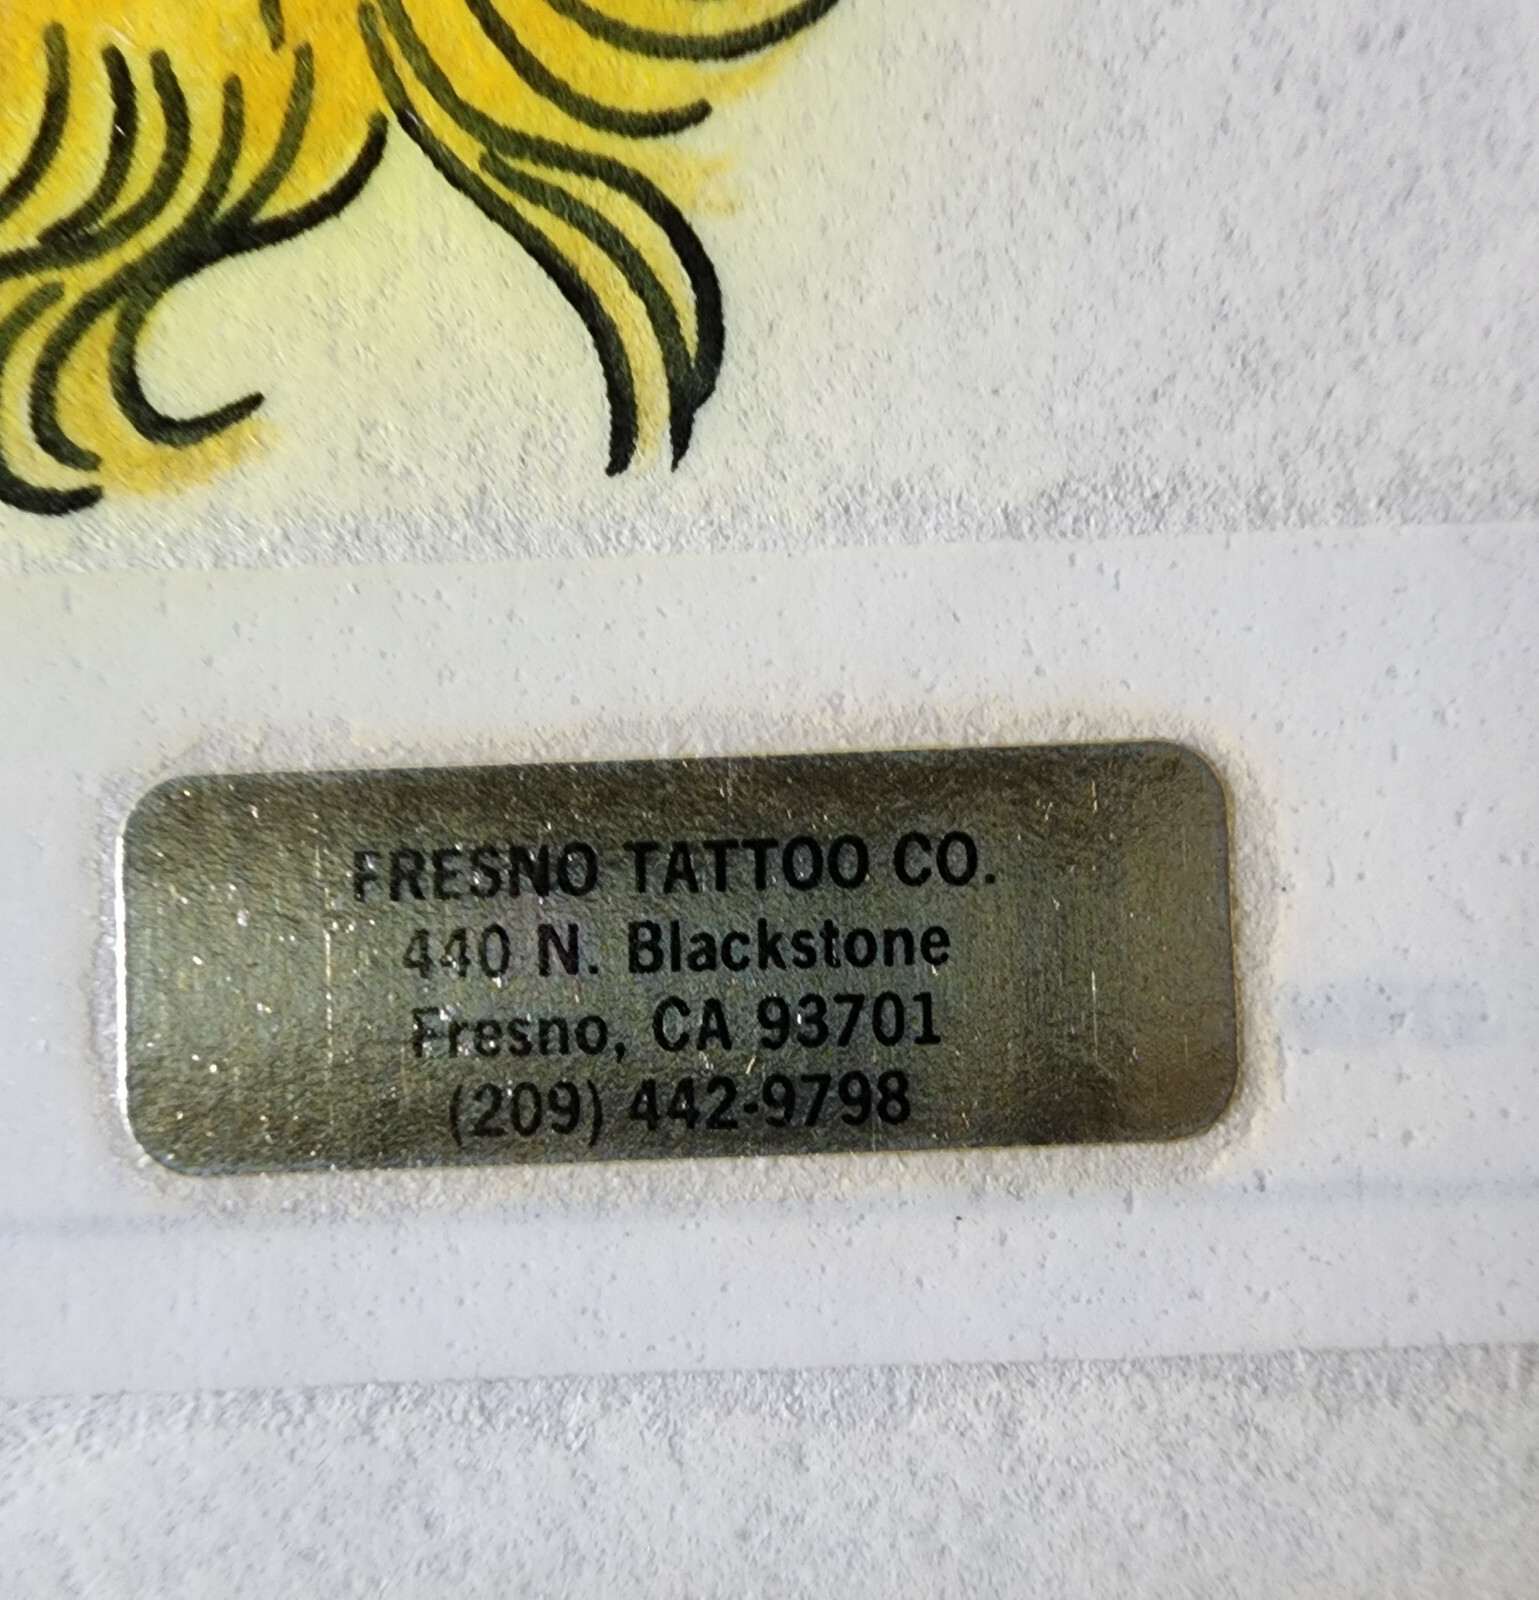 FRESNO TATTOO CO.
440 N. Blackstone
Fresno, CA 93701
(209) 442-9798